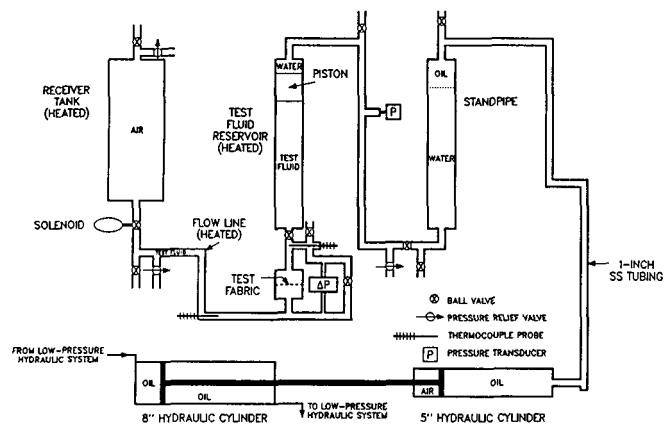 RECEIVER
TANK
(HEATED)
AIR
SOLENOID
FLOW LINE
(HEATED)
TEST FLUID
WATER
PISTON
TEST
FLUID
RESERVOIR
(HEATED)
TEST
FLUID
TEST
FABRIC
ΔP
P
OIL
STANDPIPE
WATER
1-INCH
SS TUBING
BALL VALVE
PRESSURE RELIEF VALVE
THERMOCOUPLE PROBE
P PRESSURE TRANSDUCER
FROM LOW-PRESSURE
HYDRAULIC SYSTEM
OIL
OIL
8" HYDRAULIC CYLINDER
TO LOW-PRESSURE
HYDRAULIC SYSTEM
AIR
OIL
5" HYDRAULIC CYLINDER